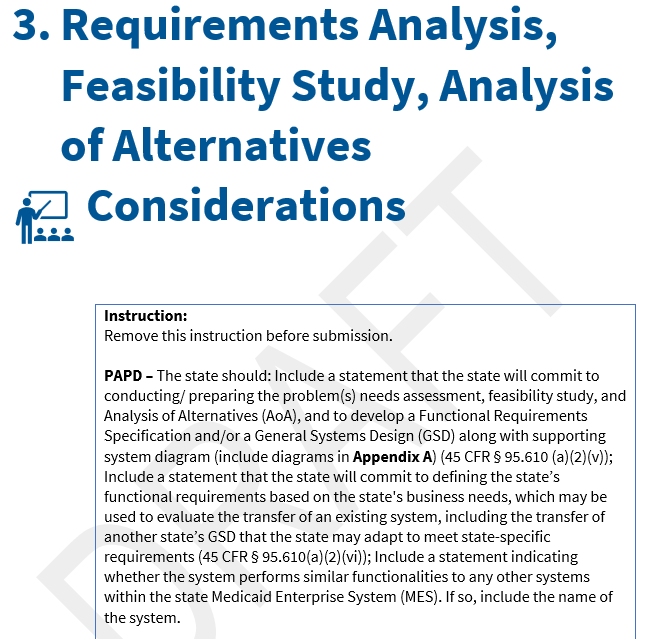 3. Requirements Analysis,
Feasibility Study, Analysis
of Alternatives
Considerations
DRAFT
Instruction:
Remove this instruction before submission.
PAPD – The state should: Include a statement that the state will commit to
conducting/ preparing the problem(s) needs assessment, feasibility study, and
Analysis of Alternatives (AoA), and to develop a Functional Requirements
Specification and/or a General Systems Design (GSD) along with supporting
system diagram (include diagrams in Appendix A) (45 CFR § 95.610 (a)(2)(v));
Include a statement that the state will commit to defining the state’s
functional requirements based on the state's business needs, which may be
used to evaluate the transfer of an existing system, including the transfer of
another state’s GSD that the state may adapt to meet state-specific
requirements (45 CFR § 95.610(a)(2)(vi)); Include a statement indicating
whether the system performs similar functionalities to any other systems
within the state Medicaid Enterprise System (MES). If so, include the name of
the system.